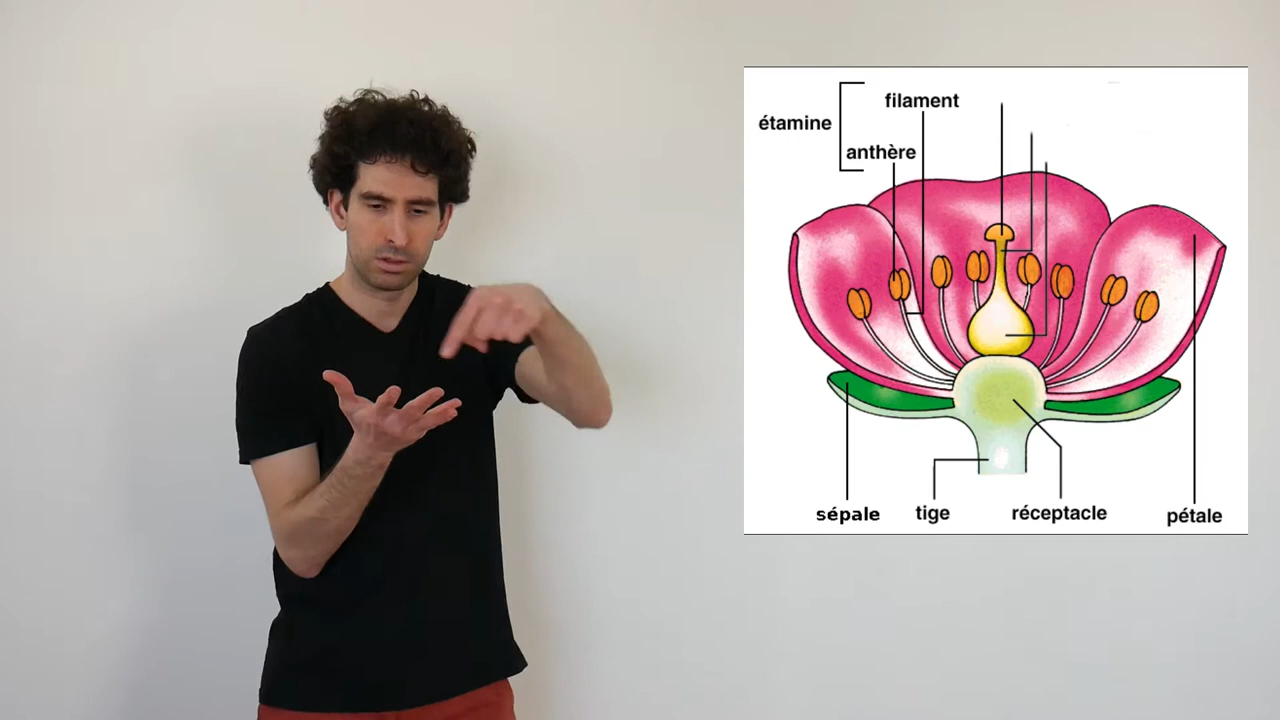 filament
étamine
anthère
sépale
tige
réceptacle
pétale